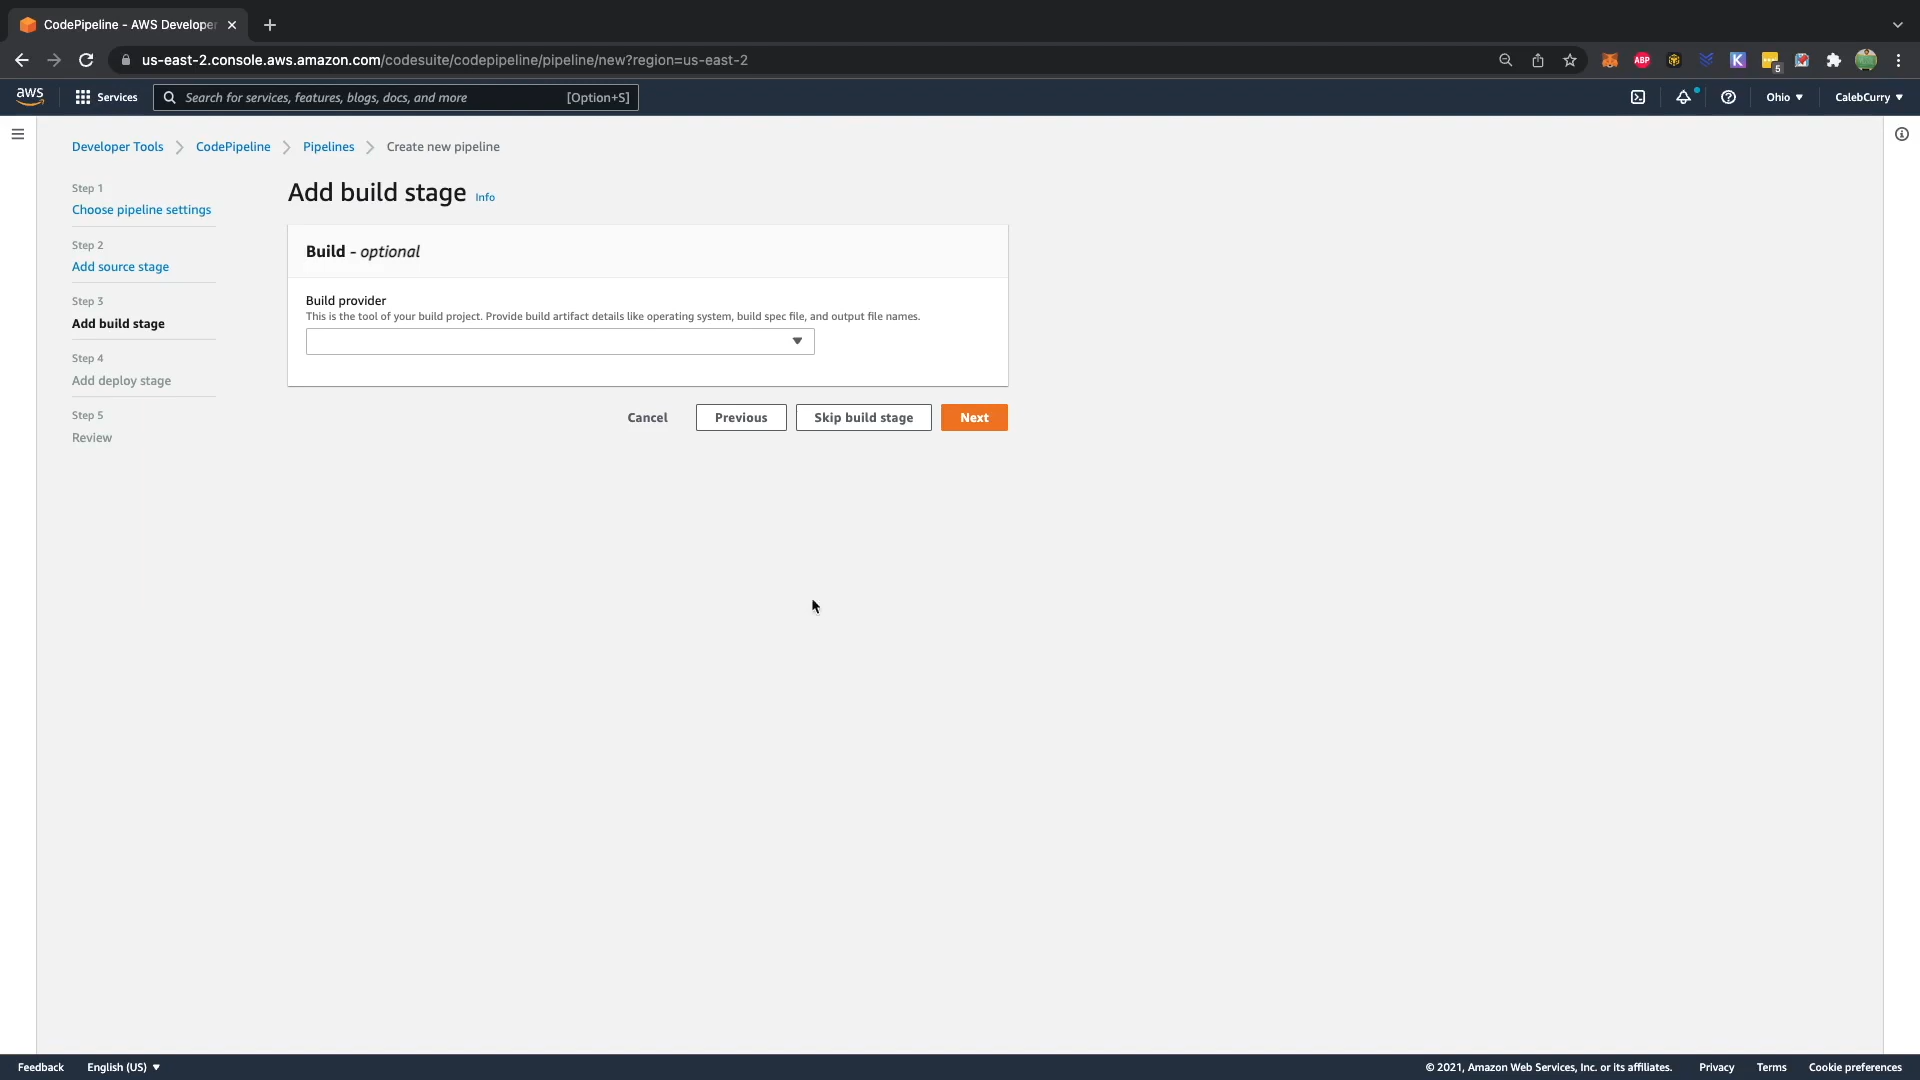 CodePipeline - AWS Developer
us-east-2.console.aws.amazon.com/codesuite/codepipeline/pipeline/new?region=us-east-2
ABP
K
5
aws
Services
Search for services, features, blogs, docs, and more
[Option+S]
Ohio
CalebCurry
Developer Tools
CodePipeline
Pipelines
Create new pipeline
Step 1
Choose pipeline settings
Step 2
Add source stage
Step 3
Add build stage
Step 4
Add deploy stage
Step 5
Review
Add build stage Info
Build - optional
Build provider
This is the tool of your build project. Provide build artifact details like operating system, build spec file, and output file names.
Cancel
Previous
Skip build stage
Next
Feedback
English (US)
© 2021, Amazon Web Services, Inc. or its affiliates.
Privacy
Terms
Cookie preferences